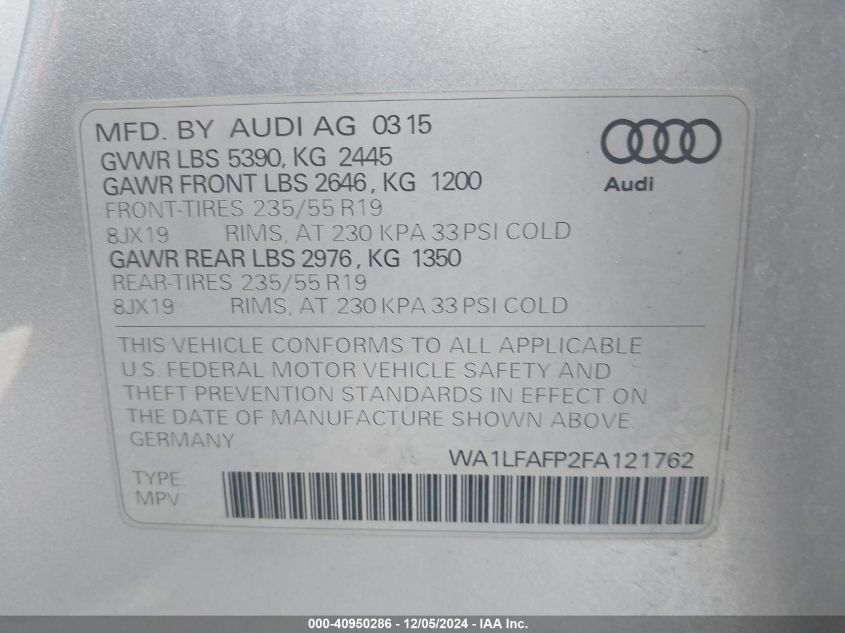 MFD. BY AUDI AG 03 15
GVWR LBS 5390, KG 2445
GAWR FRONT LBS 2646, KG 1200
FRONT-TIRES 235/55 R19
8JX19 RIMS, AT 230 KPA 33 PSI COLD
GAWR REAR LBS 2976, KG 1350
REAR-TIRES 235/55 R19
8JX19 RIMS, AT 230 KPA 33 PSI COLD
Audi
THIS VEHICLE CONFORMS TO ALL APPLICABLE
U.S. FEDERAL MOTOR VEHICLE SAFETY AND
THEFT PREVENTION STANDARDS IN EFFECT ON
THE DATE OF MANUFACTURE SHOWN ABOVE.
GERMANY
WA1LFAFP2FA121762
TYPE
MPV
000-40950286 - 12/05/2024 - © IAA, Inc.